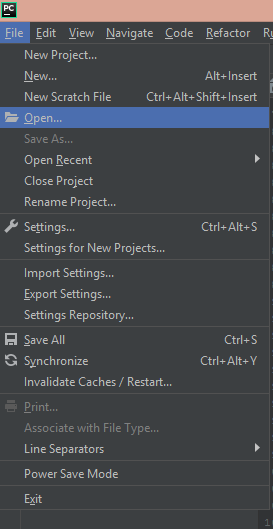 PC
File Edit View Navigate Code Refactor
New Project...
New... Alt+Insert
New Scratch File Ctrl+Alt+Shift+Insert
Open...
Save As...
Open Recent
Close Project
Rename Project...
Settings... Ctrl+Alt+S
Settings for New Projects...
Import Settings...
Export Settings...
Settings Repository...
Save All Ctrl+S
Synchronize Ctrl+Alt+Y
Invalidate Caches / Restart...
Print...
Associate with File Type...
Line Separators
Power Save Mode
Exit